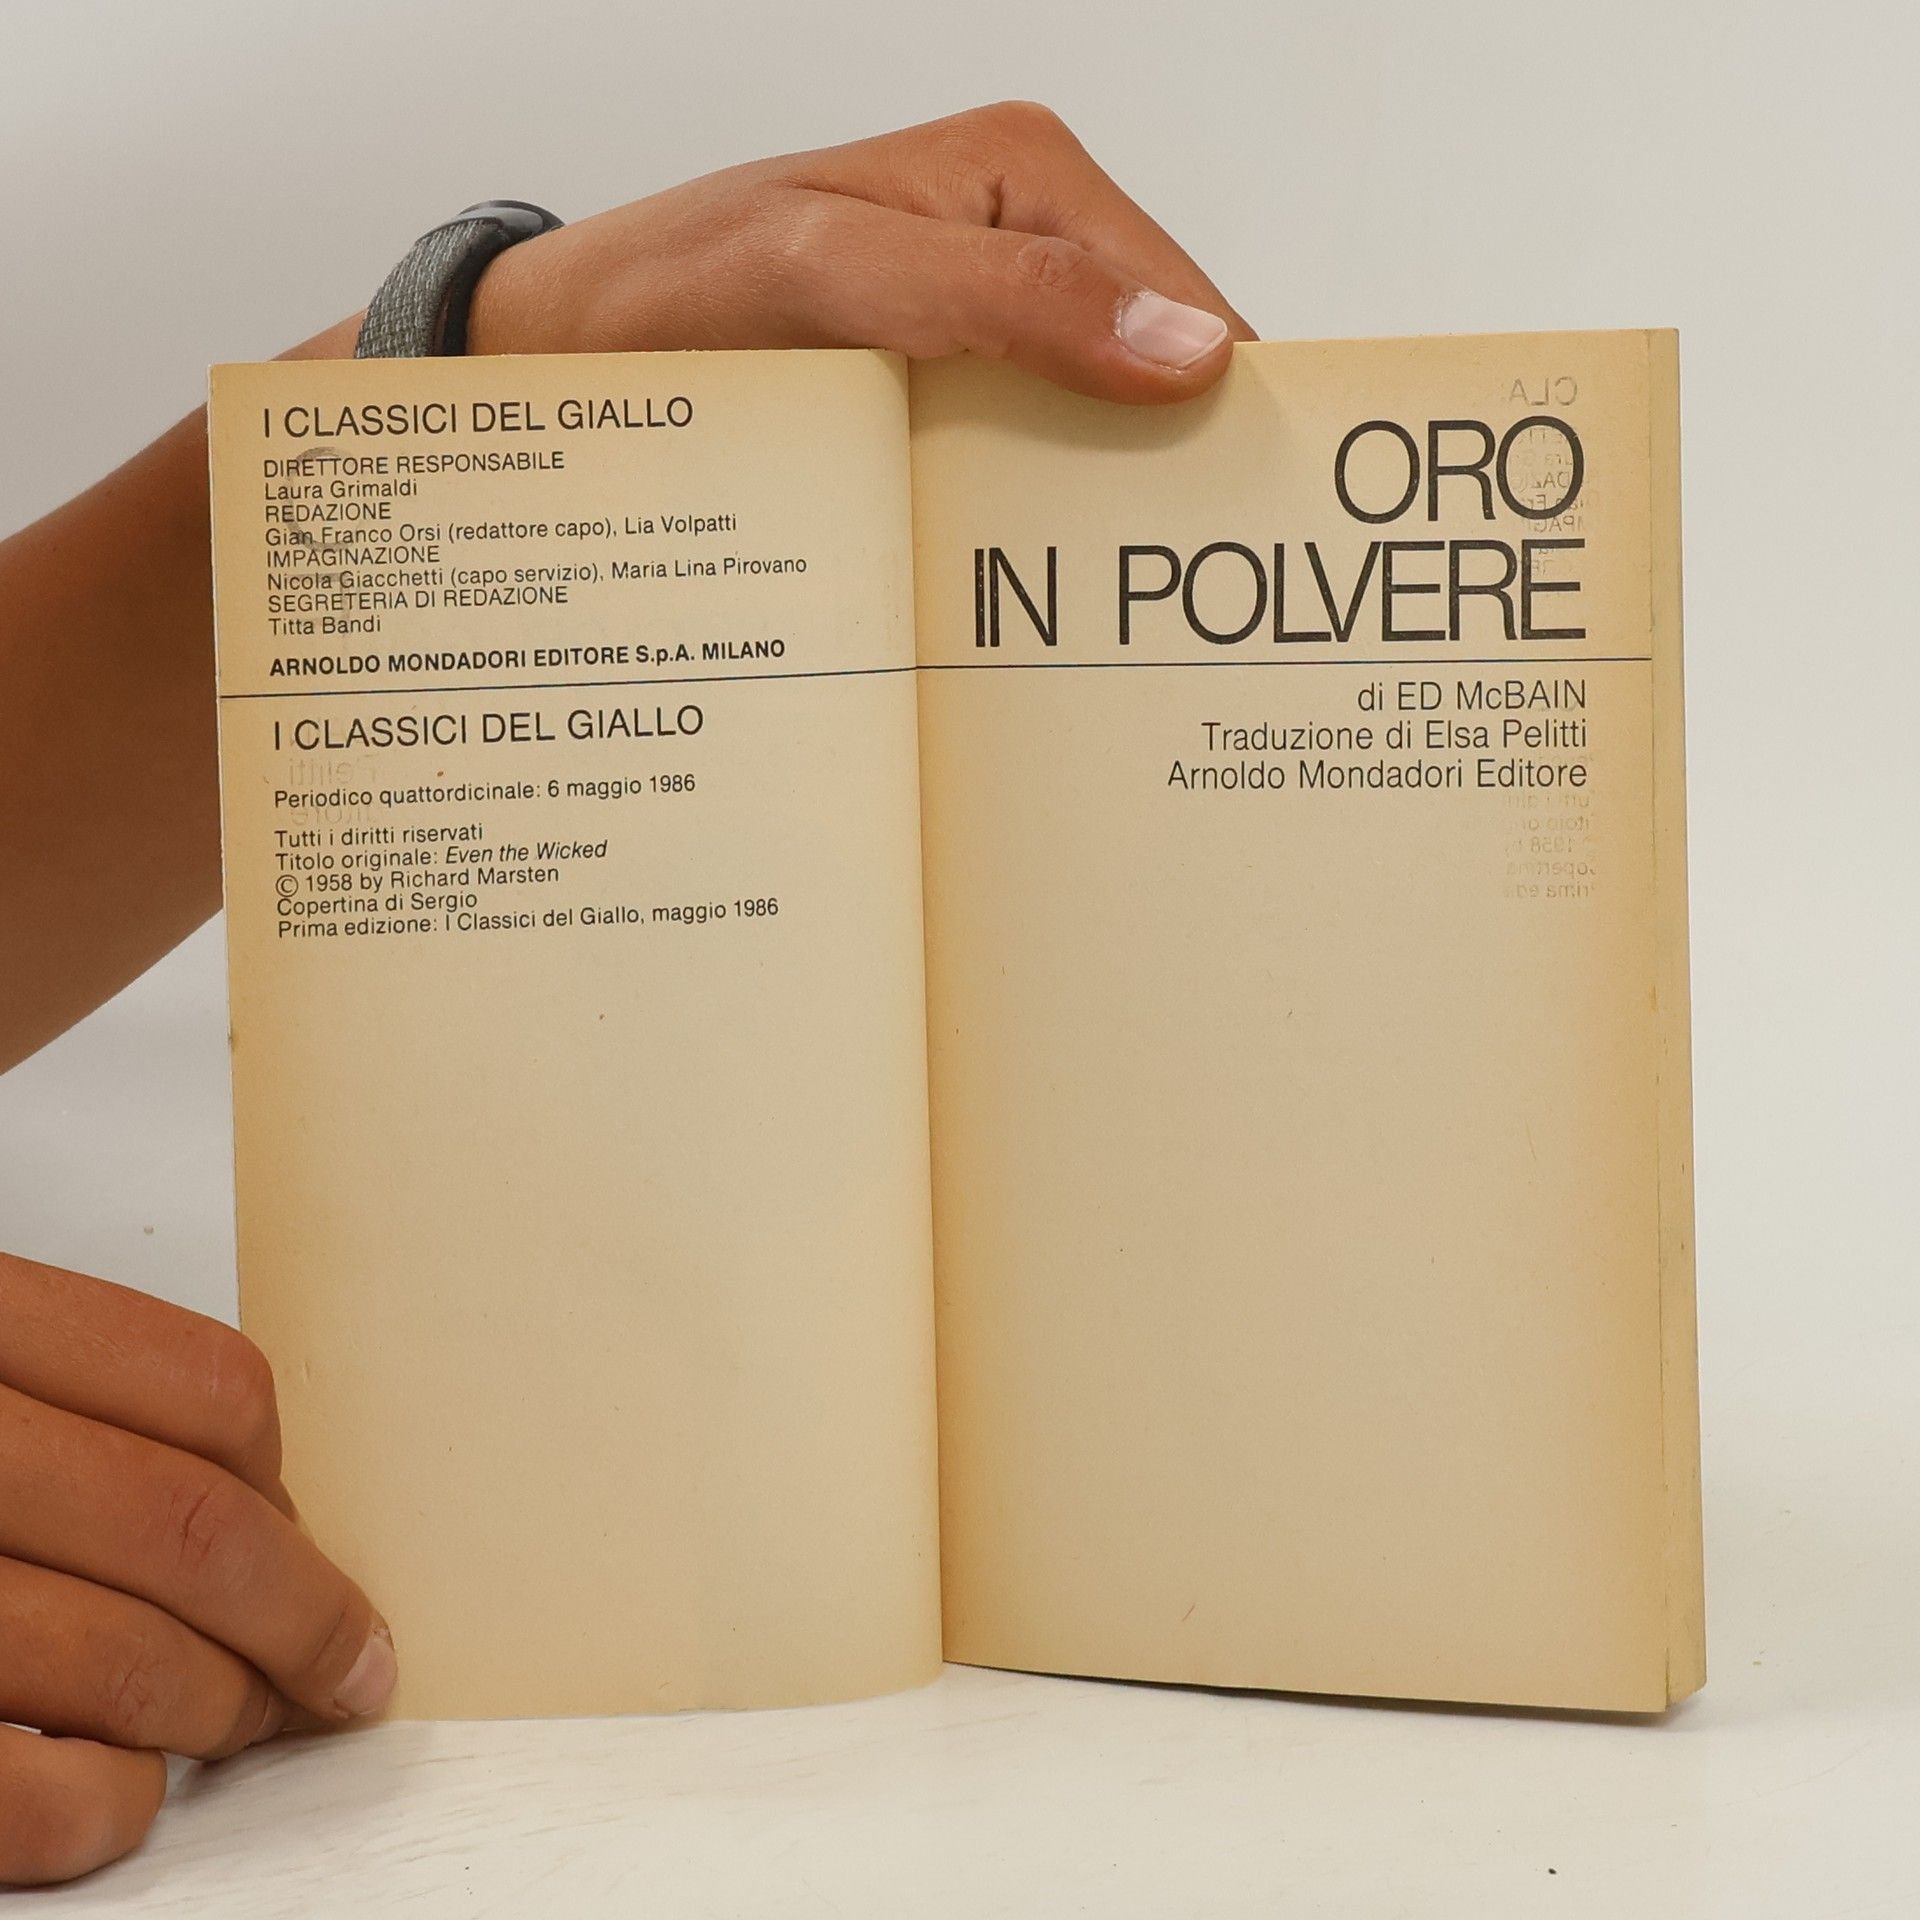 I CLASSICI DEL GIALLO
DIRETTORE RESPONSABILE
Laura Grimaldi
REDAZIONE
Gian Franco Orsi (redattore capo), Lia Volpatti
IMPAGINAZIONE
Nicola Giacchetti (capo servizio), Maria Lina Pirovano
SEGRETERIA DI REDAZIONE
Titta Bandi
ARNOLDO MONDADORI EDITORE S.p.A. MILANO
I CLASSICI DEL GIALLO
Periodico quattordicinale: 6 maggio 1986
Tutti i diritti riservati
Titolo originale: Even the Wicked
© 1958 by Richard Marsten
Copertina di Sergio
Prima edizione: I Classici del Giallo, maggio 1986
ORO
IN POLVERE
di ED McBAIN
Traduzione di Elsa Pelitti
Arnoldo Mondadori Editore